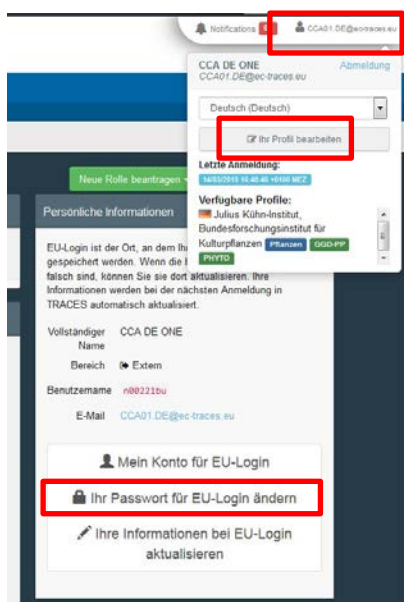 Notifications
CCA01.DE@ec-traces.eu
CCA DE ONE
Abmeldung
CCA01.DE@ec-traces.eu
Deutsch (Deutsch)
Ihr Profil bearbeiten
Letzte Anmeldung:
Verfügbare Profile:
Julius Kühn-Institut,
Bundesforschungsinstitut für
Kulturpflanzen Pflanzen GGD-PP
PHYTO
Neue Rolle beantragen
Persönliche Informationen
EU-Login ist der Ort, an dem Ih
gespeichert werden. Wenn die
falsch sind, können Sie sie dort aktualisieren. Ihre
Informationen werden bei der nächsten Anmeldung in
TRACES automatisch aktualisiert.
Vollständiger CCA DE ONE
Name
Bereich Extern
Benutzername n00221bu
E-Mail CCA01.DE@ec-traces.eu
Mein Konto für EU-Login
Ihr Passwort für EU-Login ändern
Ihre Informationen bei EU-Login
aktualisieren